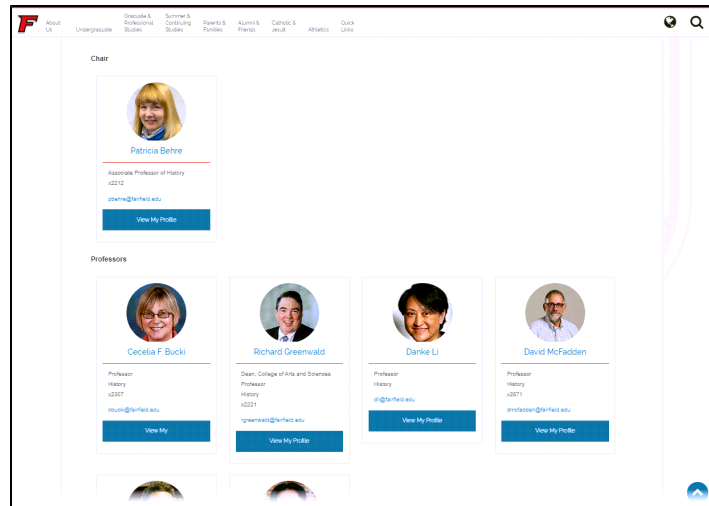 F
About Us
Undergraduate
Graduate & Professional Studies
Summer & Continuing Studies
Parents & Families
Alumni & Friends
Catholic & Jesuit
Athletics
Quick Links
Chair
Patricia Behre
Associate Professor of History
x2212
pbehre@fairfield.edu
View My Profile
Professors
Cecelia F. Bucki
Professor
History
x2307
cbucki@fairfield.edu
View My
Richard Greenwald
Dean, College of Arts and Sciences
Professor
History
x2221
rgreenwald@fairfield.edu
View My Profile
Danke Li
Professor
History
dli@fairfield.edu
View My Profile
David McFadden
Professor
History
x2871
dmcfadden@fairfield.edu
View My Profile